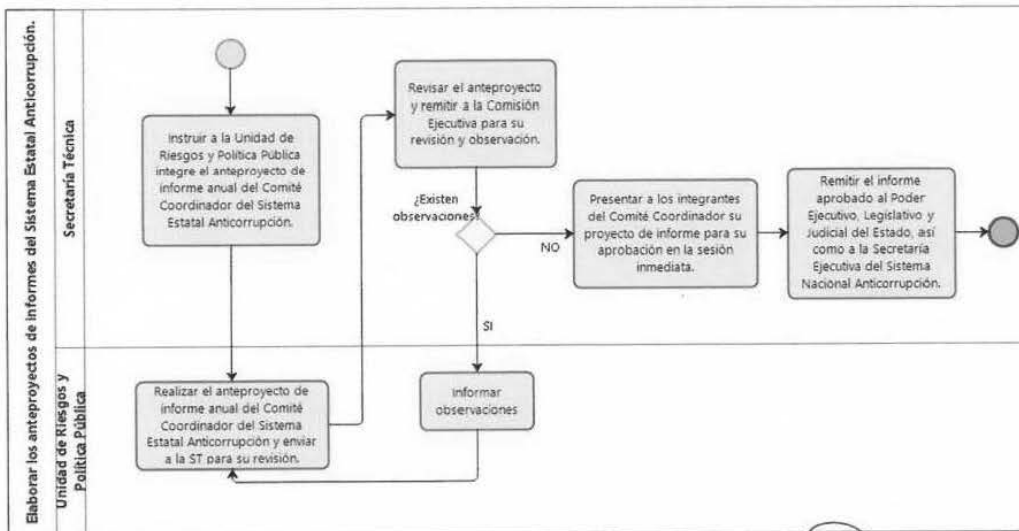 Elaborar los anteproyectos de informes del Sistema Estatal Anticorrupción.
Secretaría Técnica
Instruir a la Unidad de
Riesgos y Política Pública
integre el anteproyecto de
informe anual del Comité
Coordinador del Sistema
Estatal Anticorrupción.
Revisar el anteproyecto
y remitir a la Comisión
Ejecutiva para su
revisión y observación.
¿Existen
observaciones?
NO
SI
Presentar a los integrantes
del Comité Coordinador su
proyecto de informe para su
aprobación en la sesión
inmediata.
Remitir el informe
aprobado al Poder
Ejecutivo, Legislativo y
Judicial del Estado, así
como a la Secretaría
Ejecutiva del Sistema
Nacional Anticorrupción.
Unidad de Riesgos y
Política Pública
Realizar el anteproyecto de
informe anual del Comité
Coordinador del Sistema
Estatal Anticorrupción y enviar
a la ST para su revisión.
Informar
observaciones